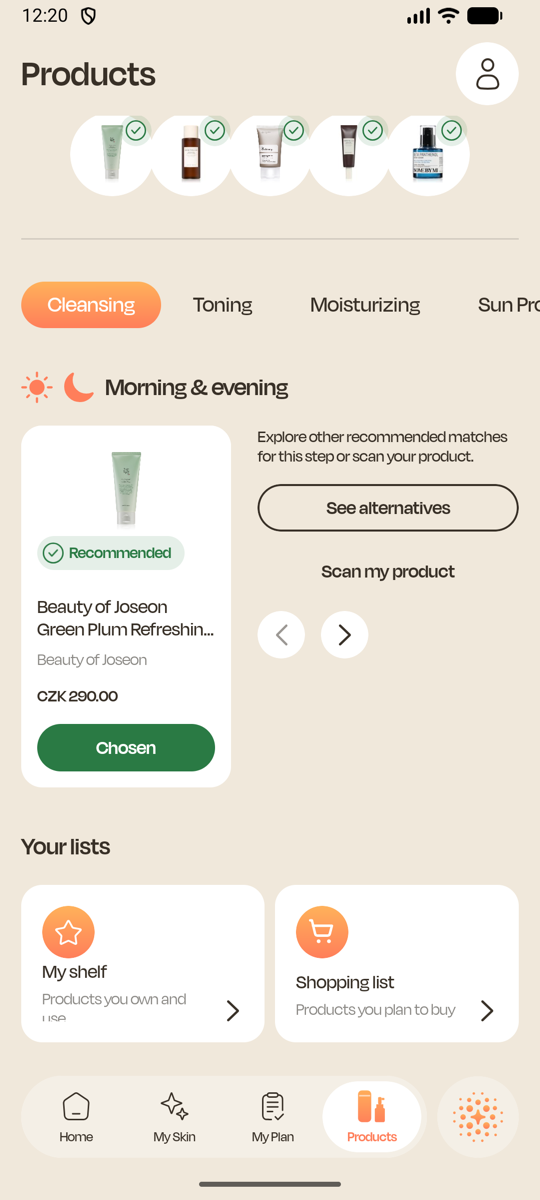 12:20
Products
Cleansing
Toning
Moisturizing
Sun Pro
Morning & evening
Explore other recommended matches
for this step or scan your product.
See alternatives
Recommended
Scan my product
Beauty of Joseon
Green Plum Refreshin...
Beauty of Joseon
CZK 290.00
Chosen
Your lists
My shelf
Products you own and
use
Shopping list
Products you plan to buy
Home
My Skin
My Plan
Products